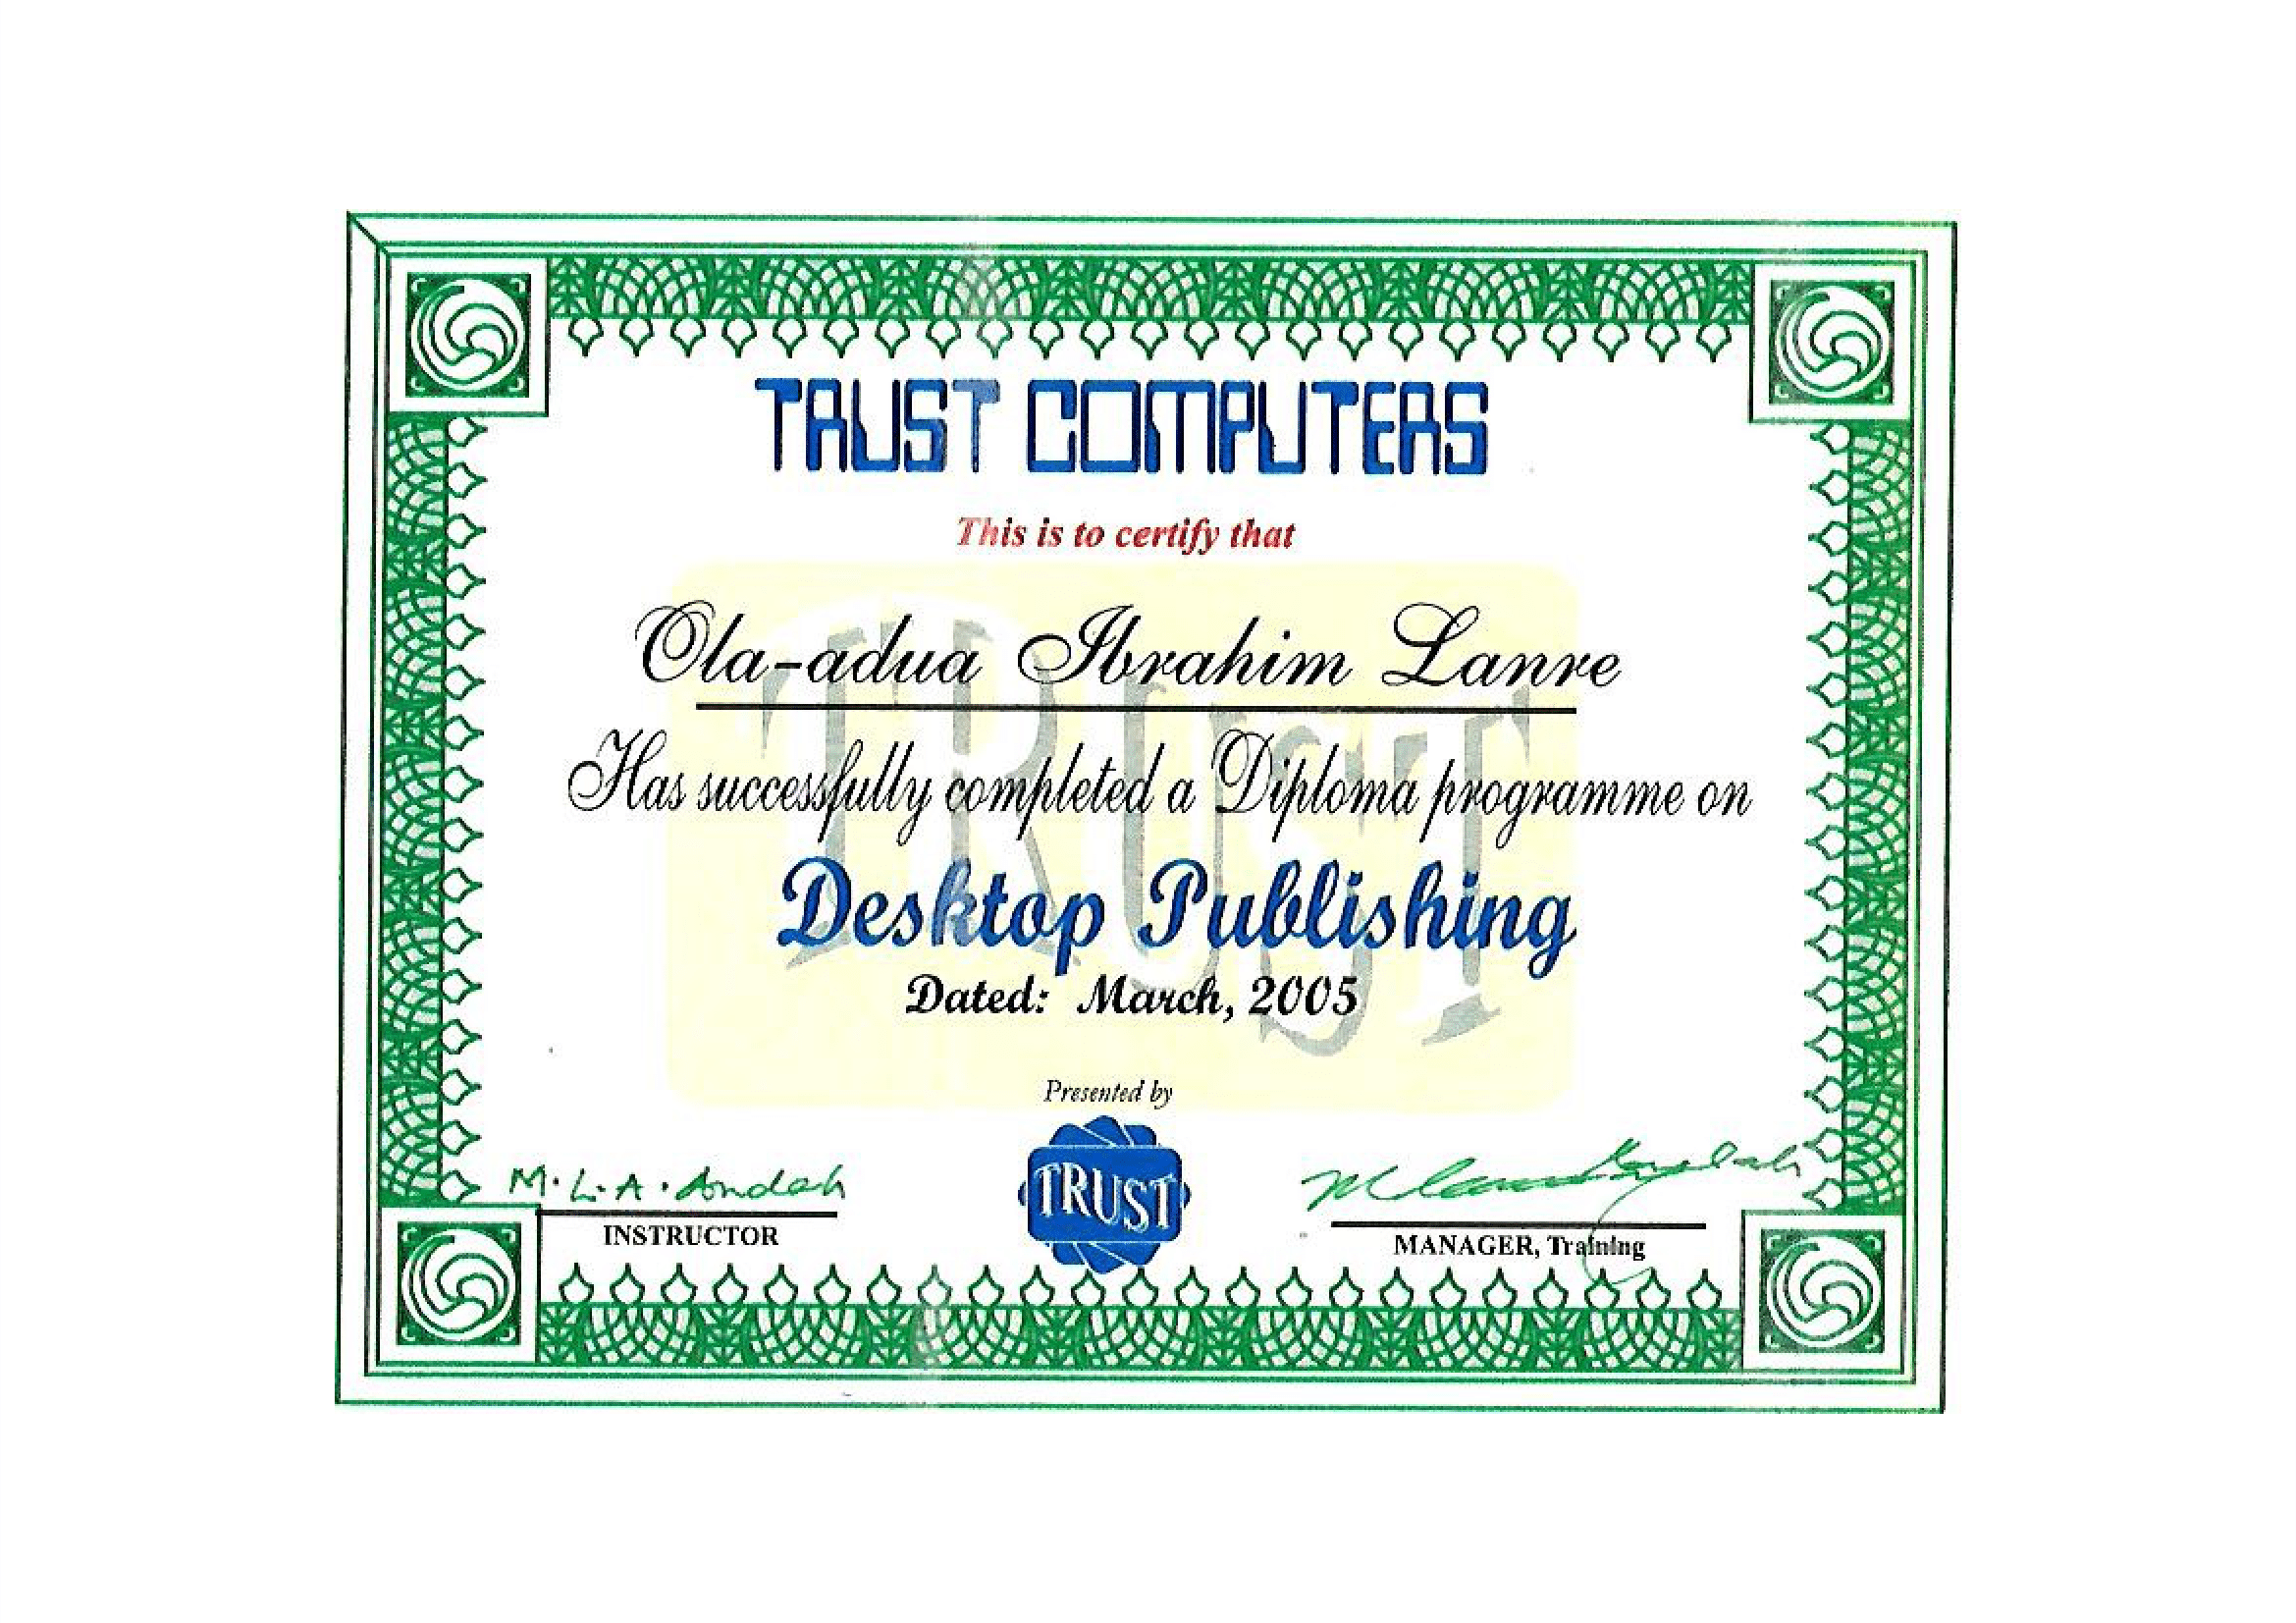 TRUST COMPUTERS
This is to certify that
Ola-adua Ibrahim Lanre
Has successfully completed a Diploma programme on
Desktop Publishing
Dated: March, 2005
Presented by
TRUST
M.L.A. Andah
INSTRUCTOR
MANAGER, Training